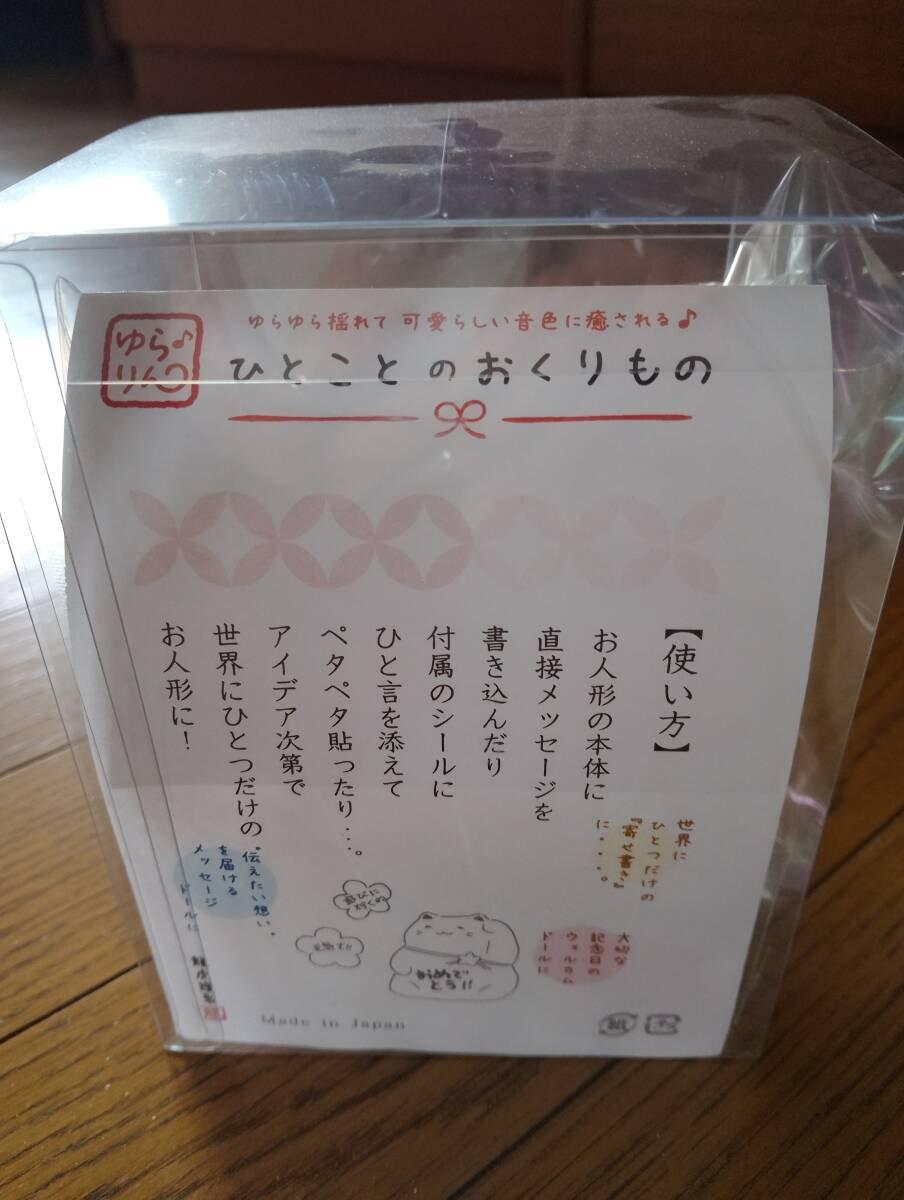 ゆら♪
りん
ゆらゆら揺れて 可愛らしい音色に癒される♪
ひとことのおくりもの
【使い方】
お人形の本体に
直接メッセージを
書き込んだり
付属のシールに
ひと言を添えて
ペタペタ貼ったり…。
アイデア次第で
世界にひとつだけの
お人形に！
世界に
ひとつだけの
『寄せ書き』
に・・・。
大切な
記念日の
ウェルカム
ドールに
"伝えたい想い"
を届ける
メッセージ
ドールに
おめで
とう!!
Made in Japan
紙
プラ